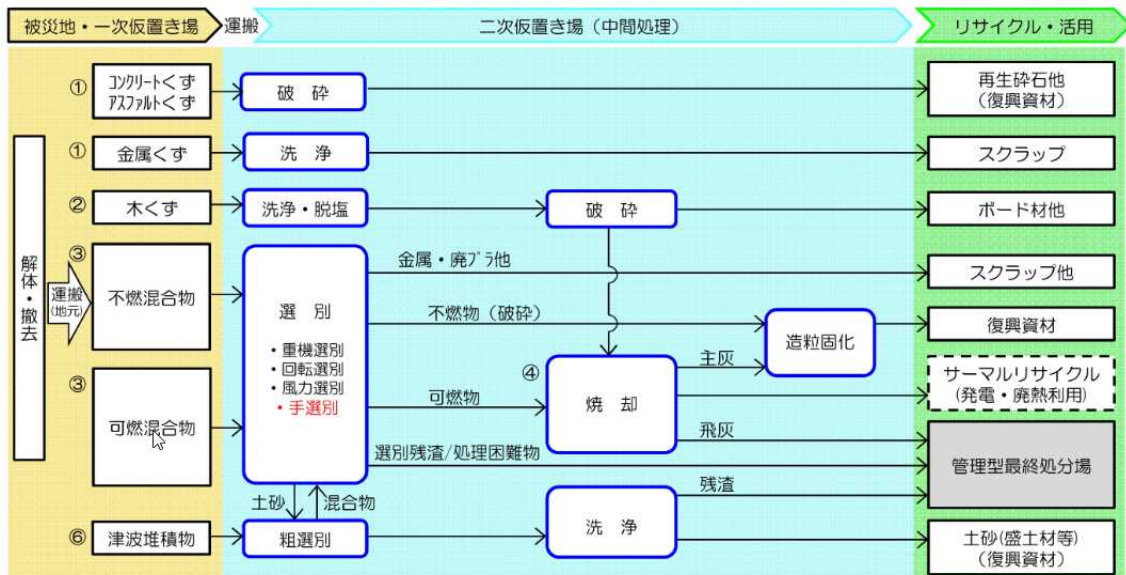 被災地・一次仮置き場
運搬
二次仮置き場（中間処理）
リサイクル・活用
①
コンクリートくず
アスファルトくず
破　砕
再生砕石他
（復興資材）
①
金属くず
洗　浄
スクラップ
②
木くず
洗浄・脱塩
破　砕
ボード材他
解体・撤去
運搬
(地元)
③
不燃混合物
選　別
・重機選別
・回転選別
・風力選別
・手選別
金属・廃プラ他
スクラップ他
不燃物（破砕）
造粒固化
復興資材
③
可燃混合物
可燃物
④
焼　却
主灰
サーマルリサイクル
(発電・廃熱利用)
飛灰
選別残渣/処理困難物
管理型最終処分場
土砂
混合物
残渣
⑥
津波堆積物
粗選別
洗　浄
土砂(盛土材等)
（復興資材）